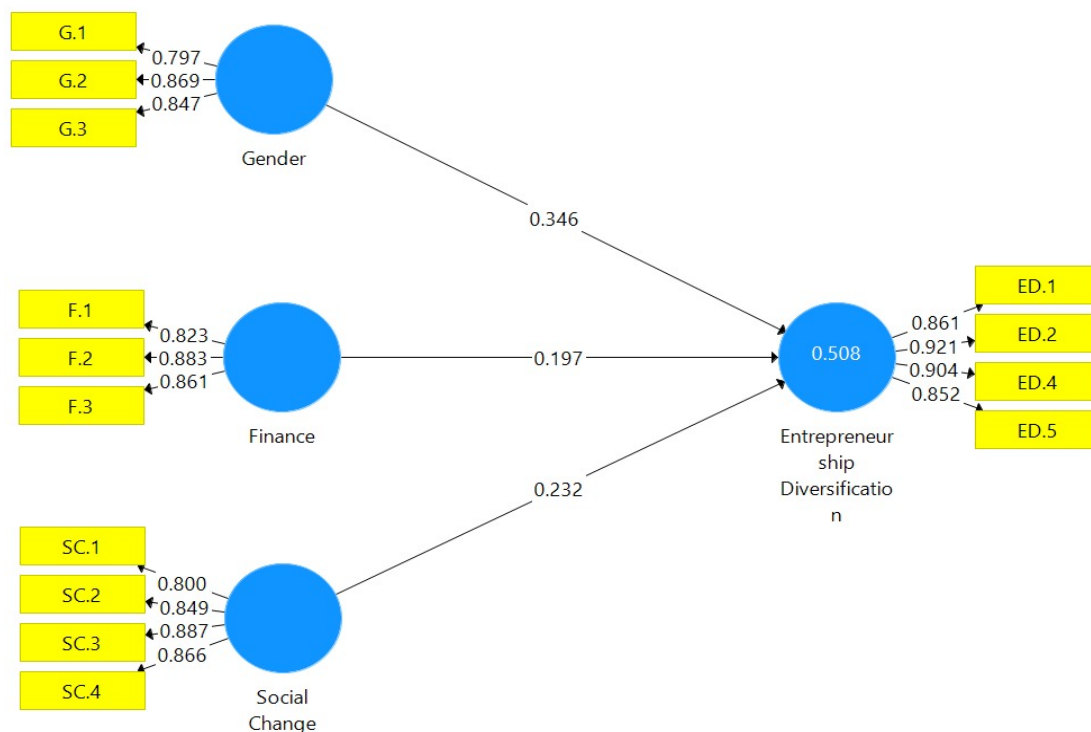 G.1
G.2
G.3
0.797
0.869
0.847
Gender
0.346
F.1
F.2
F.3
0.823
0.883
0.861
Finance
0.197
SC.1
SC.2
SC.3
SC.4
0.800
0.849
0.887
0.866
Social
Change
0.232
0.508
Entrepreneur
ship
Diversificatio
n
0.861
0.921
0.904
0.852
ED.1
ED.2
ED.4
ED.5